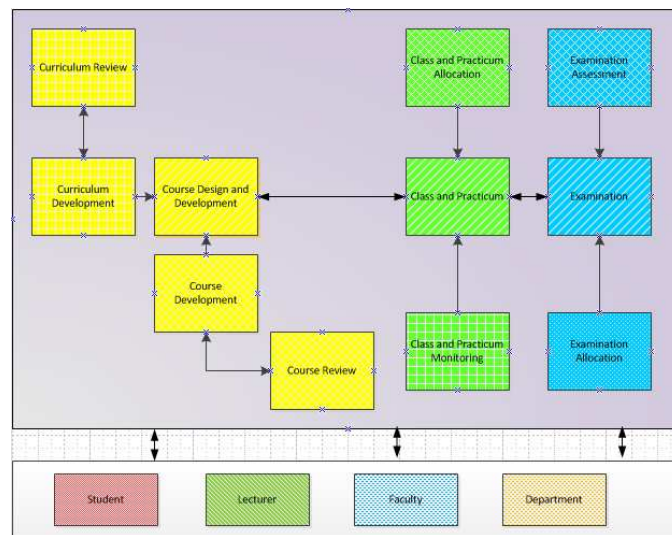 Curriculum Review
Class and Practicum
Allocation
Examination
Assessment
Curriculum
Development
Course Design and
Development
Class and Practicum
Examination
Course
Development
Course Review
Class and Practicum
Monitoring
Examination
Allocation
Student
Lecturer
Faculty
Department